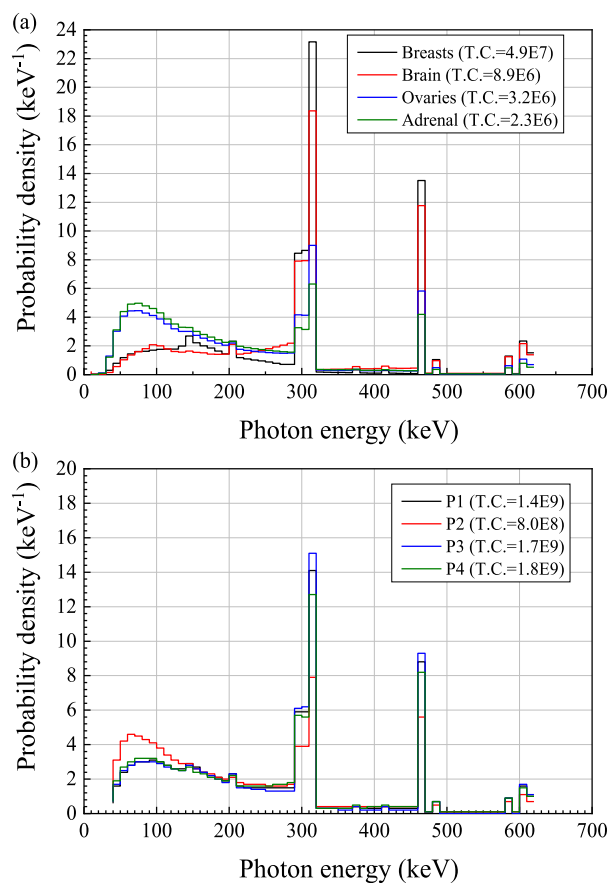 (a)
24
22
20
18
16
14
12
10
8
6
4
2
0
Probability density (keV-1)
Breasts (T.C.=4.9E7)
Brain (T.C.=8.9E6)
Ovaries (T.C.=3.2E6)
Adrenal (T.C.=2.3E6)
0 100 200 300 400 500 600 700
Photon energy (keV)
(b)
20
18
16
14
12
10
8
6
4
2
0
Probability density (keV-1)
P1 (T.C.=1.4E9)
P2 (T.C.=8.0E8)
P3 (T.C.=1.7E9)
P4 (T.C.=1.8E9)
0 100 200 300 400 500 600 700
Photon energy (keV)